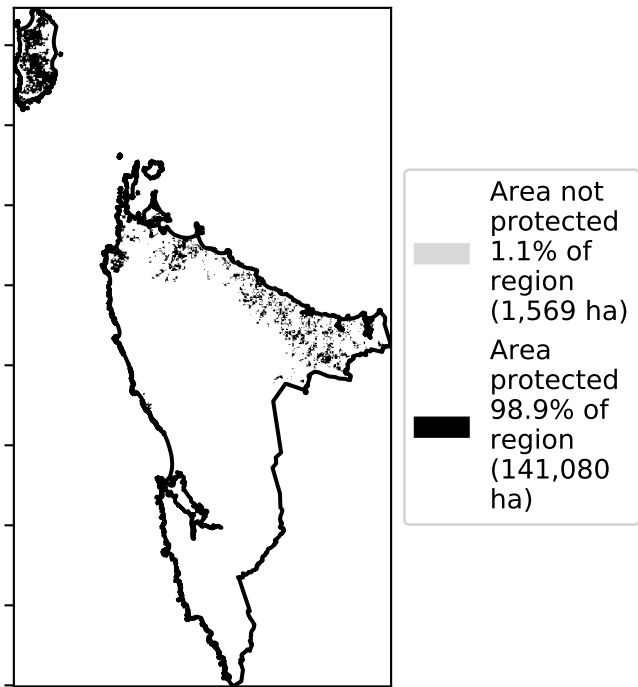 Area not
protected
1.1% of
region
(1,569 ha)
Area
protected
98.9% of
region
(141,080
ha)